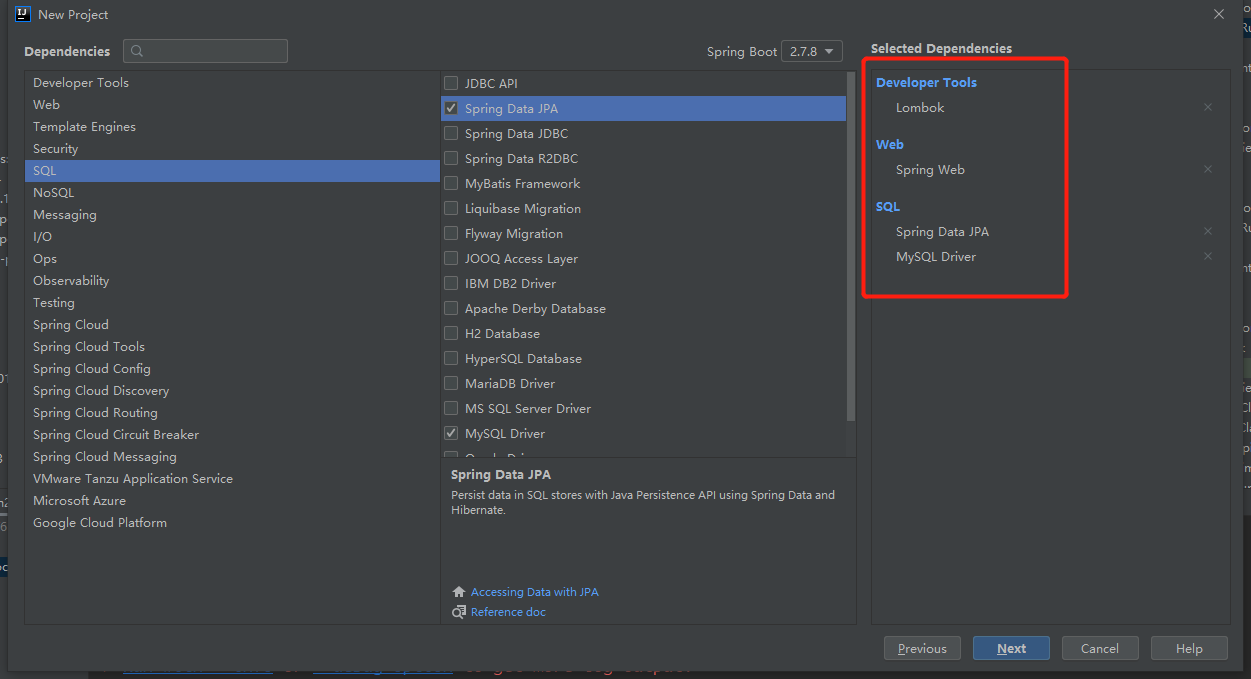 New Project
Dependencies
Spring Boot 2.7.8
Selected Dependencies
Developer Tools
Web
Template Engines
Security
SQL
NoSQL
Messaging
I/O
Ops
Observability
Testing
Spring Cloud
Spring Cloud Tools
Spring Cloud Config
Spring Cloud Discovery
Spring Cloud Routing
Spring Cloud Circuit Breaker
Spring Cloud Messaging
VMware Tanzu Application Service
Microsoft Azure
Google Cloud Platform
JDBC API
Spring Data JPA
Spring Data JDBC
Spring Data R2DBC
MyBatis Framework
Liquibase Migration
Flyway Migration
JOOQ Access Layer
IBM DB2 Driver
Apache Derby Database
H2 Database
HyperSQL Database
MariaDB Driver
MS SQL Server Driver
MySQL Driver
Spring Data JPA
Persist data in SQL stores with Java Persistence API using Spring Data and
Hibernate.
Accessing Data with JPA
Reference doc
Developer Tools
Lombok
Web
Spring Web
SQL
Spring Data JPA
MySQL Driver
Previous
Next
Cancel
Help